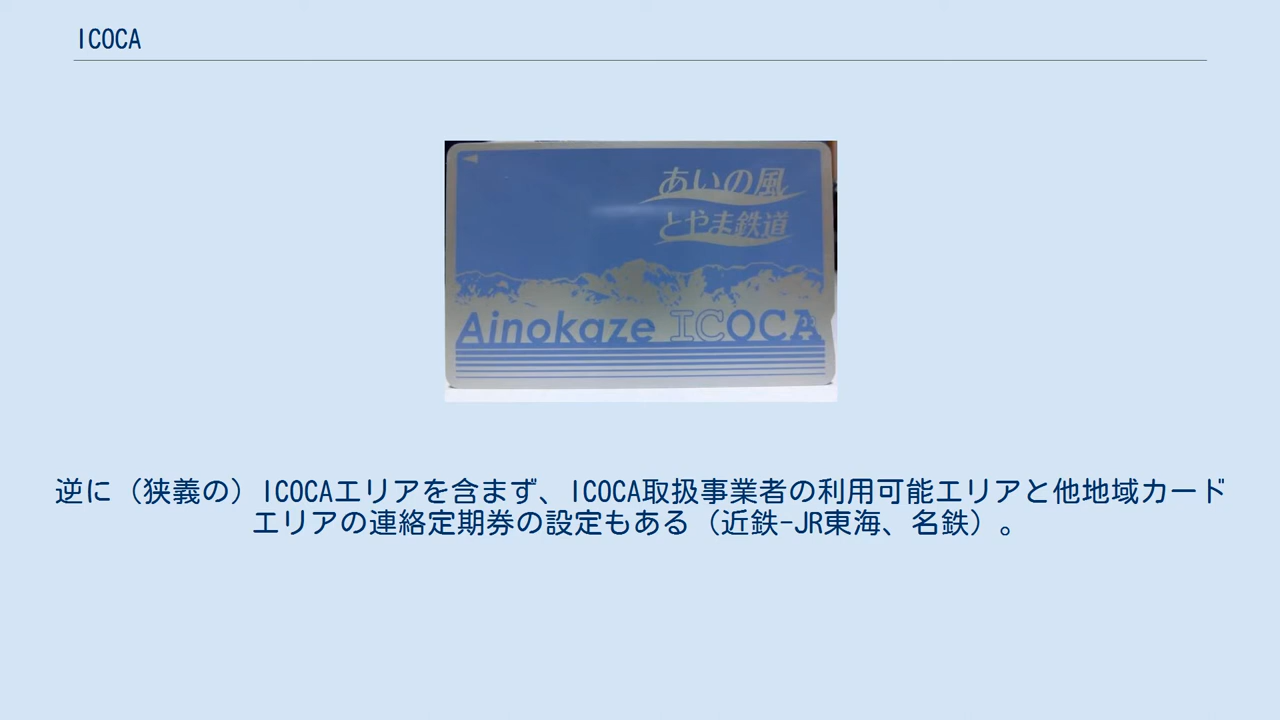 ICOCA
あいの風
とやま鉄道
Ainokaze ICOCA
逆に（狭義の）ICOCAエリアを含まず、ICOCA取扱事業者の利用可能エリアと他地域カード
エリアの連絡定期券の設定もある（近鉄-JR東海、名鉄）。